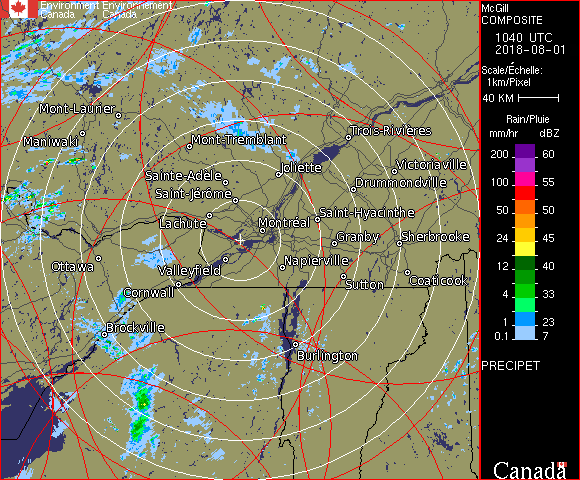 Environment Environnement
Canada Canada
McGill
COMPOSITE
1040 UTC
2018-08-01
Scale/Échelle:
1km/Pixel
40 KM
Rain/Pluie
mm/hr dBZ
200 60
100 55
50 50
24 45
12 40
4 33
1 23
0.1 7
PRECIPET
Canada
Mont-Laurier
Maniwaki
Mont-Tremblant
Trois-Rivières
Joliette
Victoriaville
Sainte-Adèle
Drummondville
Saint-Jérôme
Lachute
Saint-Hyacinthe
Montréal
Granby
Sherbrooke
Ottawa
Valleyfield
Napierville
Cornwall
Sutton
Coaticook
Brockville
Burlington